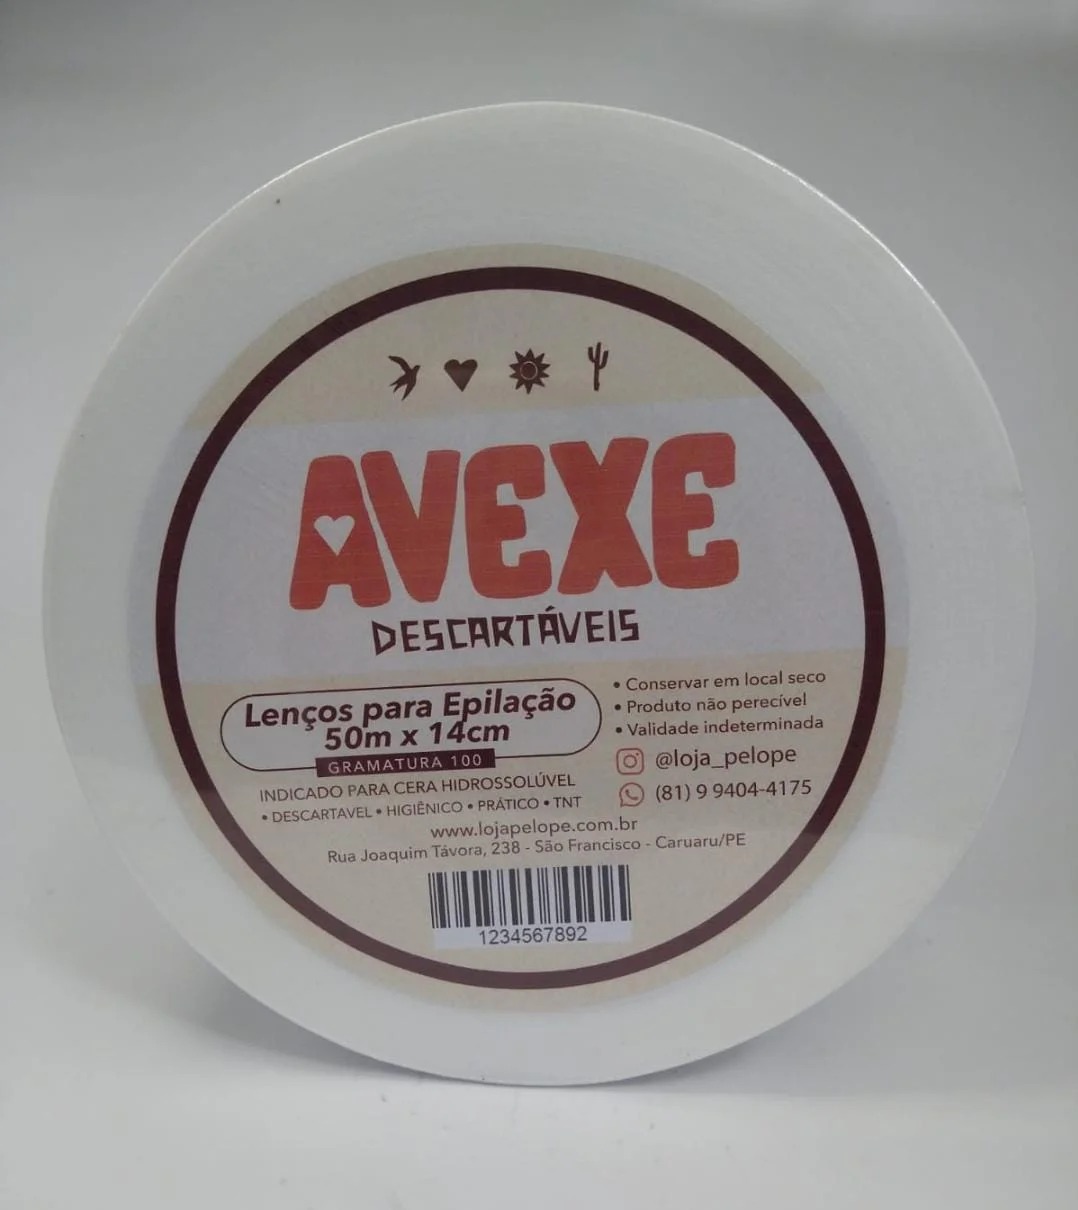 AVEXE
DESCARTÁVEIS
Lenços para Epilação
50m x 14cm
GRAMATURA 100
INDICADO PARA CERA HIDROSSOLÚVEL
• DESCARTAVEL • HIGIÊNICO • PRÁTICO • TNT
• Conservar em local seco
• Produto não perecível
• Validade indeterminada
@loja_pelope
(81) 9 9404-4175
www.lojapelope.com.br
Rua Joaquim Távora, 238 - São Francisco - Caruaru/PE
1234567892